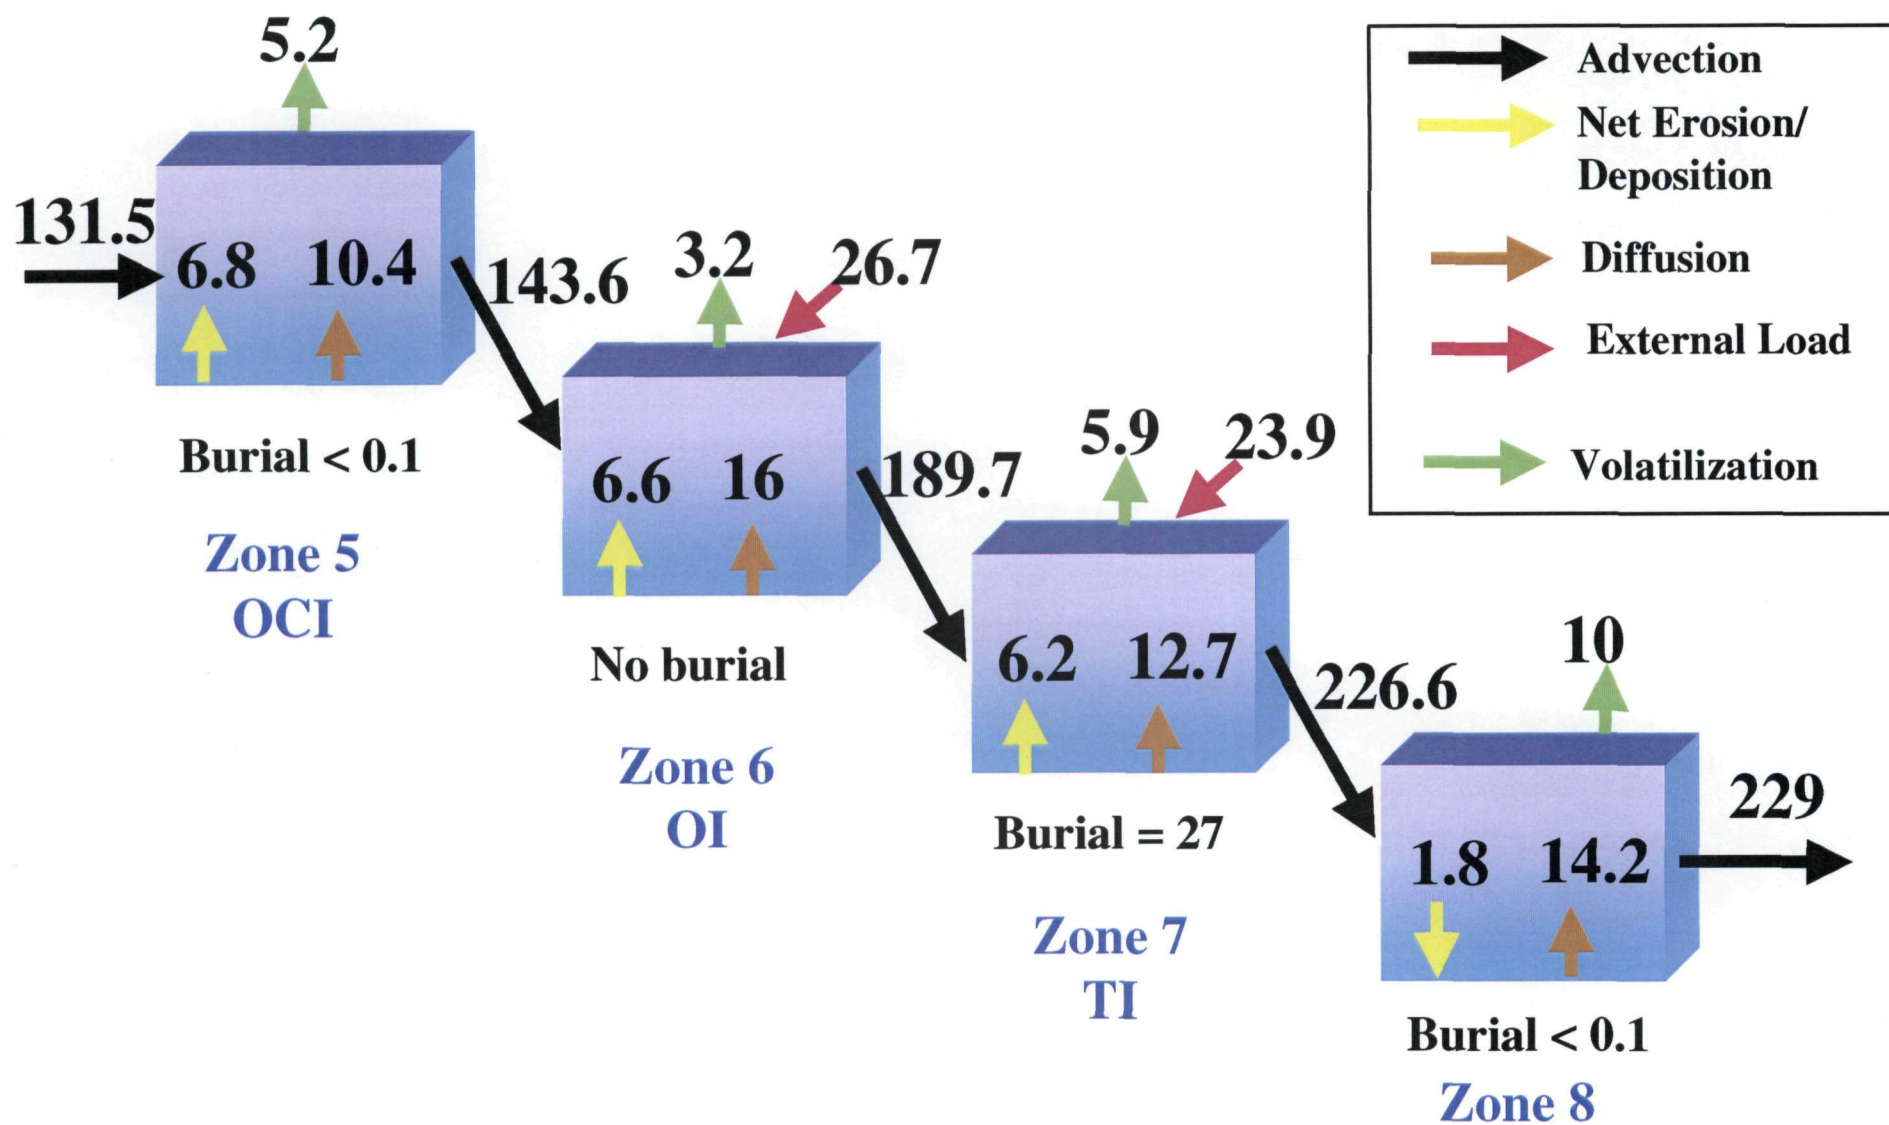 5.2
131.5
6.8 10.4
Burial < 0.1
Zone 5
OCI
143.6
3.2
26.7
6.6 16
No burial
Zone 6
OI
189.7
5.9
23.9
6.2 12.7
Burial = 27
Zone 7
TI
226.6
10
1.8 14.2
229
Burial < 0.1
Zone 8
Advection
Net Erosion/
Deposition
Diffusion
External Load
Volatilization